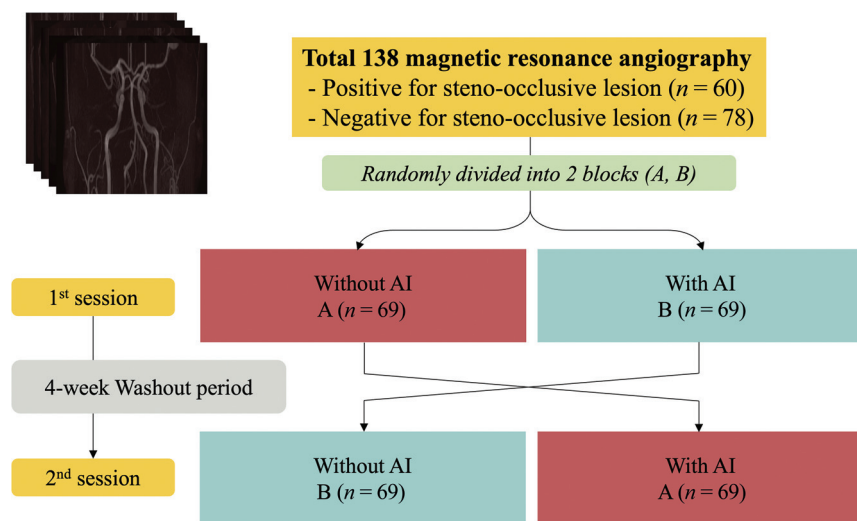 Total 138 magnetic resonance angiography
- Positive for steno-occlusive lesion (n = 60)
- Negative for steno-occlusive lesion (n = 78)
Randomly divided into 2 blocks (A, B)
1st session
Without AI
A (n = 69)
With AI
B (n = 69)
4-week Washout period
2nd session
Without AI
B (n = 69)
With AI
A (n = 69)